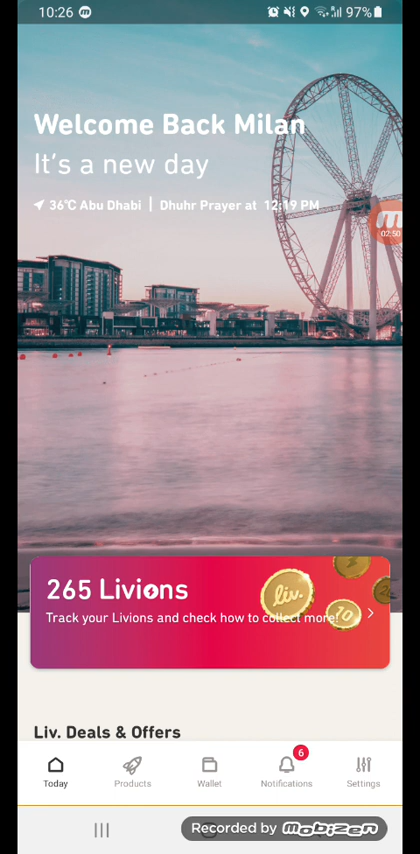 10:26
97%
Welcome Back Milan
It's a new day
36°C Abu Dhabi | Dhuhr Prayer at 12:19 PM
02:50
265 Livions
Track your Livions and check how to collect more!
liv.
10
Liv. Deals & Offers
6
Today Products Wallet Notifications Settings
Recorded by mobizen